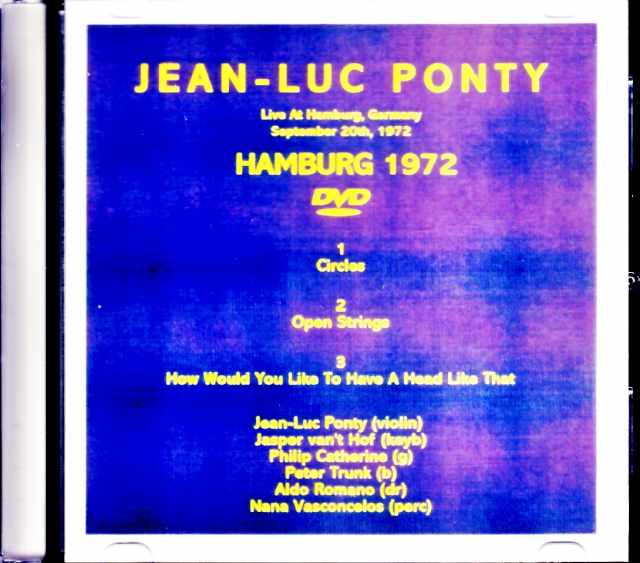 JEAN-LUC PONTY
Live At Hamburg, Germany
September 20th, 1972
HAMBURG 1972
DVD
1
Circles
2
Open Strings
3
How Would You Like To Have A Head Like That
Jean-Luc Ponty (violin)
Jasper van't Hof (keyb)
Philip Catherine (g)
Peter Trunk (b)
Aldo Romano (dr)
Nana Vasconcelos (perc)